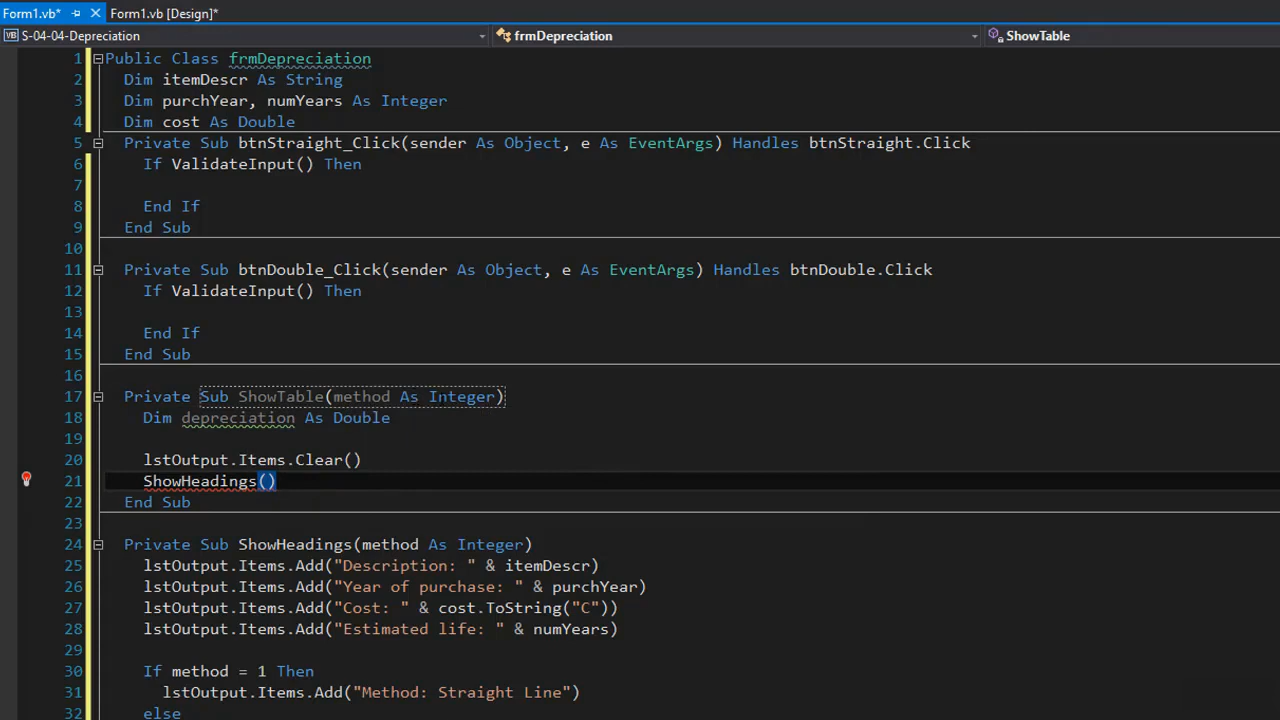 Form1.vb* Form1.vb [Design]*
VB S-04-04-Depreciation frmDepreciation ShowTable
1 Public Class frmDepreciation
2 Dim itemDescr As String
3 Dim purchYear, numYears As Integer
4 Dim cost As Double
5 Private Sub btnStraight_Click(sender As Object, e As EventArgs) Handles btnStraight.Click
6 If ValidateInput() Then
7
8 End If
9 End Sub
10
11 Private Sub btnDouble_Click(sender As Object, e As EventArgs) Handles btnDouble.Click
12 If ValidateInput() Then
13
14 End If
15 End Sub
16
17 Private Sub ShowTable(method As Integer)
18 Dim depreciation As Double
19
20 lstOutput.Items.Clear()
21 ShowHeadings()
22 End Sub
23
24 Private Sub ShowHeadings(method As Integer)
25 lstOutput.Items.Add("Description: " & itemDescr)
26 lstOutput.Items.Add("Year of purchase: " & purchYear)
27 lstOutput.Items.Add("Cost: " & cost.ToString("C"))
28 lstOutput.Items.Add("Estimated life: " & numYears)
29
30 If method = 1 Then
31 lstOutput.Items.Add("Method: Straight Line")
32 else